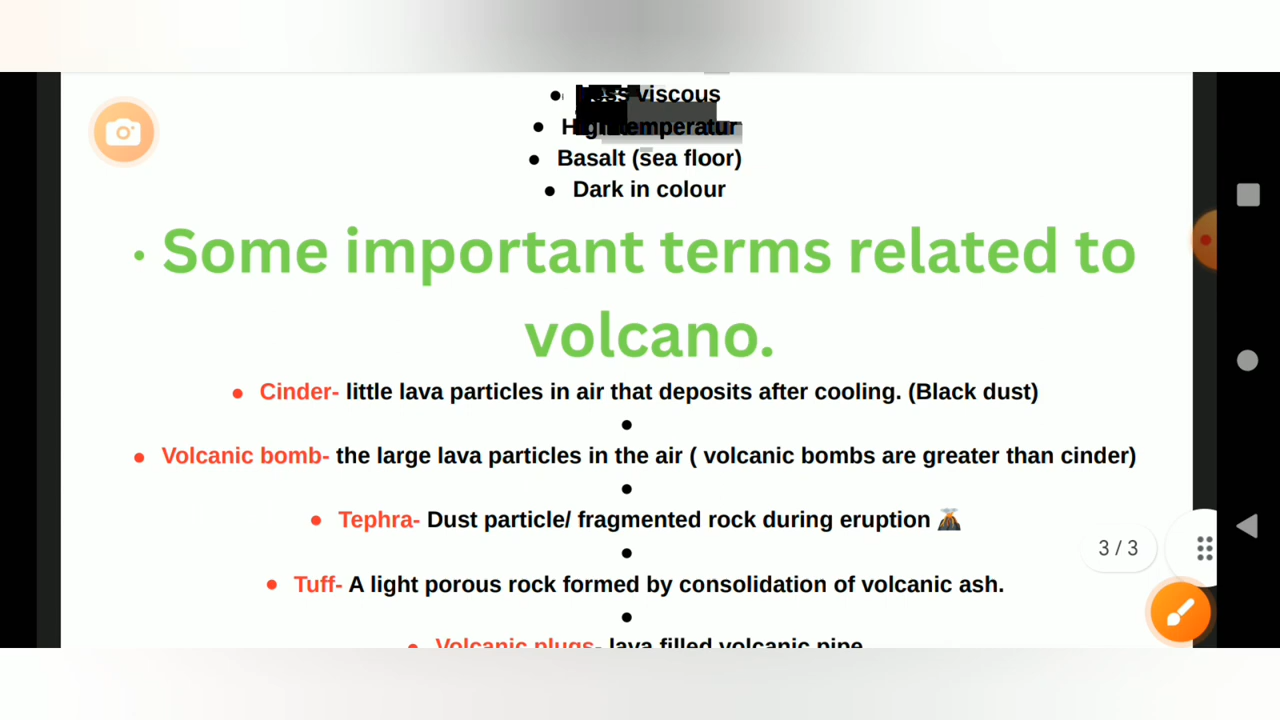 • viscous
• High temperatur
• Basalt (sea floor)
• Dark in colour
• Some important terms related to
volcano.
• Cinder- little lava particles in air that deposits after cooling. (Black dust)
•
• Volcanic bomb- the large lava particles in the air ( volcanic bombs are greater than cinder)
•
• Tephra- Dust particle/ fragmented rock during eruption 🌋
•
3 / 3
• Tuff- A light porous rock formed by consolidation of volcanic ash.
•
• Volcanic plugs- lava filled volcanic pipe